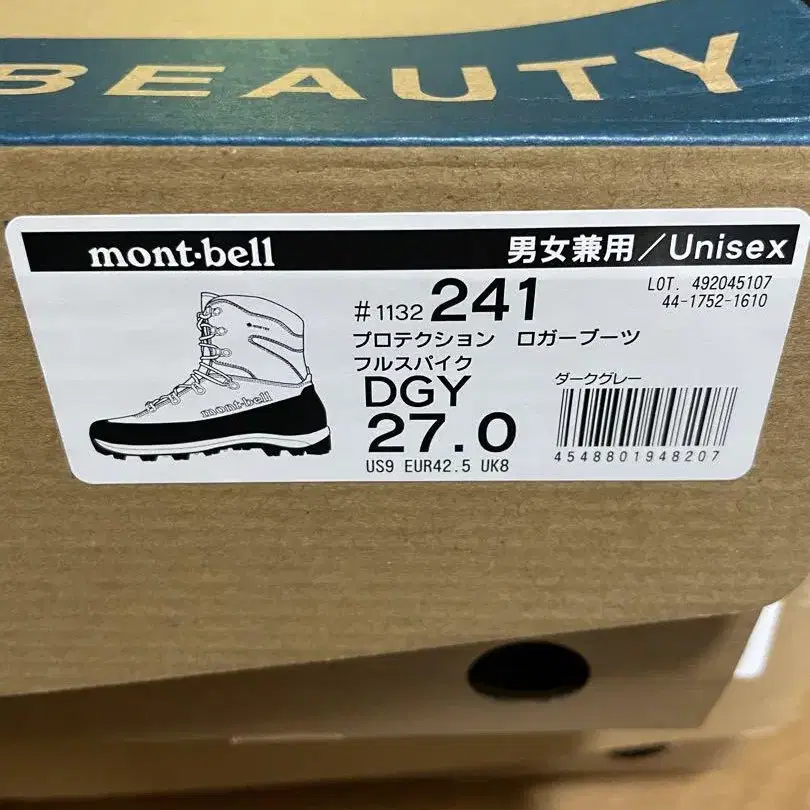 BEAUTY
mont·bell 男女兼用/Unisex
#1132 241
LOT. 492045107
44-1752-1610
プロテクション ロガーブーツ
フルスパイク
DGY
ダークグレー
27.0
US9 EUR42.5 UK8
4548801948207
mont·bell